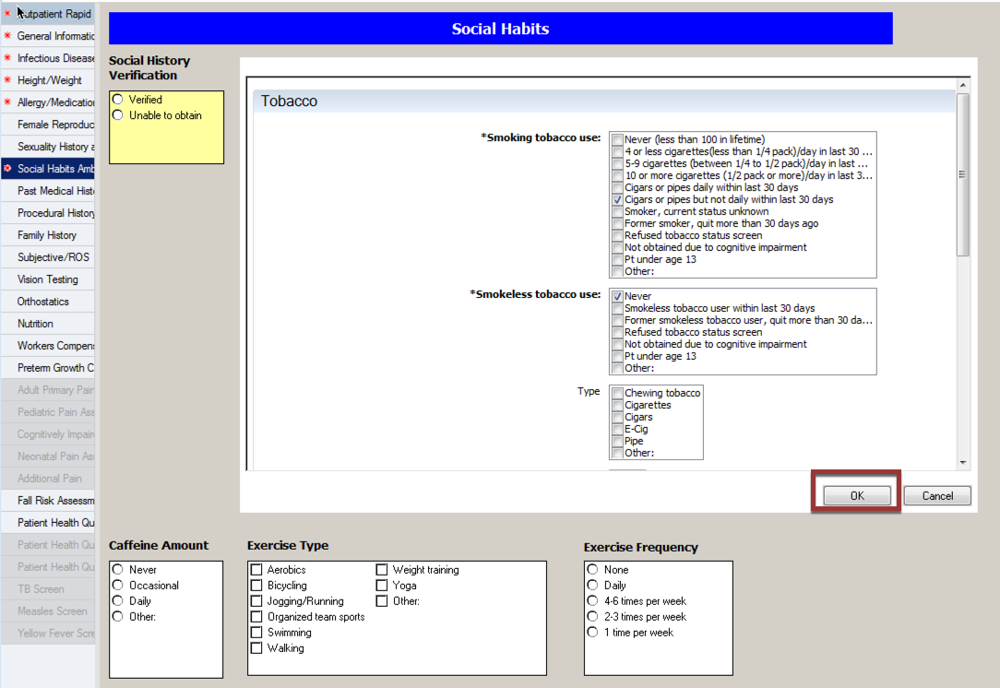 Outpatient Rapid
General Informatic
Infectious Disease
Height/Weight
Allergy/Medication
Female Reproduc
Sexuality History a
Social Habits Amb
Past Medical Histo
Procedural History
Family History
Subjective/ROS
Vision Testing
Orthostatics
Nutrition
Workers Compens
Preterm Growth C
Adult Primary Pain
Pediatric Pain Ass
Cognitively Impair
Neonatal Pain Ass
Additional Pain
Fall Risk Assessm
Patient Health Qu
Patient Health Qu
Patient Health Qu
TB Screen
Measles Screen
Yellow Fever Scre
Social Habits
Social History
Verification
Verified
Unable to obtain
Tobacco
*Smoking tobacco use:
Never (less than 100 in lifetime)
4 or less cigarettes(less than 1/4 pack)/day in last 30 ...
5-9 cigarettes (between 1/4 to 1/2 pack)/day in last ...
10 or more cigarettes (1/2 pack or more)/day in last 3...
Cigars or pipes daily within last 30 days
Cigars or pipes but not daily within last 30 days
Smoker, current status unknown
Former smoker, quit more than 30 days ago
Refused tobacco status screen
Not obtained due to cognitive impairment
Pt under age 13
Other:
*Smokeless tobacco use:
Never
Smokeless tobacco user within last 30 days
Former smokeless tobacco user, quit more than 30 da...
Refused tobacco status screen
Not obtained due to cognitive impairment
Pt under age 13
Other:
Type
Chewing tobacco
Cigarettes
Cigars
E-Cig
Pipe
Other:
OK
Cancel
Caffeine Amount
Never
Occasional
Daily
Other:
Exercise Type
Aerobics
Bicycling
Jogging/Running
Organized team sports
Swimming
Walking
Weight training
Yoga
Other:
Exercise Frequency
None
Daily
4-6 times per week
2-3 times per week
1 time per week